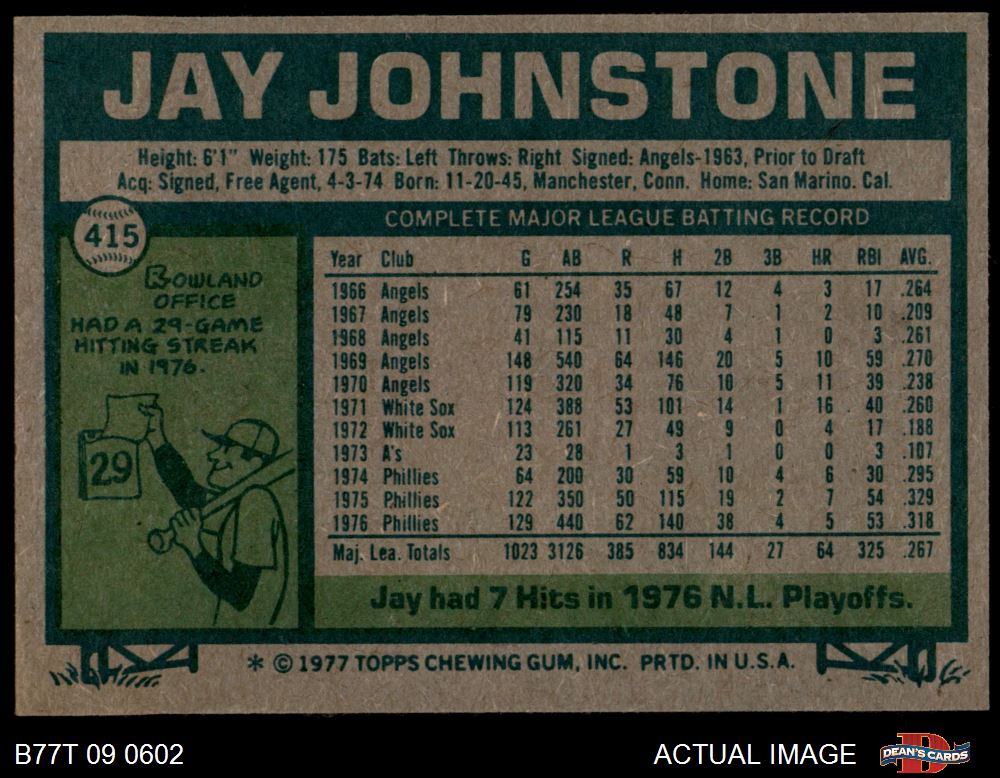 JAY JOHNSTONE
Height: 6'1" Weight: 175 Bats: Left Throws: Right Signed: Angels-1963, Prior to Draft
Acq: Signed, Free Agent, 4-3-74 Born: 11-20-45, Manchester, Conn. Home: San Marino. Cal.
415
COMPLETE MAJOR LEAGUE BATTING RECORD
ROWLAND
OFFICE
HAD A 29-GAME
HITTING STREAK
IN 1976.
29
Year Club G AB R H 2B 3B HR RBI AVG.
1966 Angels 61 254 35 67 12 4 3 17 .264
1967 Angels 79 230 18 48 7 1 2 10 .209
1968 Angels 41 115 11 30 4 1 0 3 .261
1969 Angels 148 540 64 146 20 5 10 59 .270
1970 Angels 119 320 34 76 10 5 11 39 .238
1971 White Sox 124 388 53 101 14 1 16 40 .260
1972 White Sox 113 261 27 49 9 0 4 17 .188
1973 A's 23 28 1 3 1 0 0 3 .107
1974 Phillies 64 200 30 59 10 4 6 30 .295
1975 Phillies 122 350 50 115 19 2 7 54 .329
1976 Phillies 129 440 62 140 38 4 5 53 .318
Maj. Lea. Totals 1023 3126 385 834 144 27 64 325 .267
Jay had 7 Hits in 1976 N.L. Playoffs.
* © 1977 TOPPS CHEWING GUM, INC. PRTD. IN U.S.A.
B77T 09 0602
ACTUAL IMAGE
D
DEAN'S CARDS